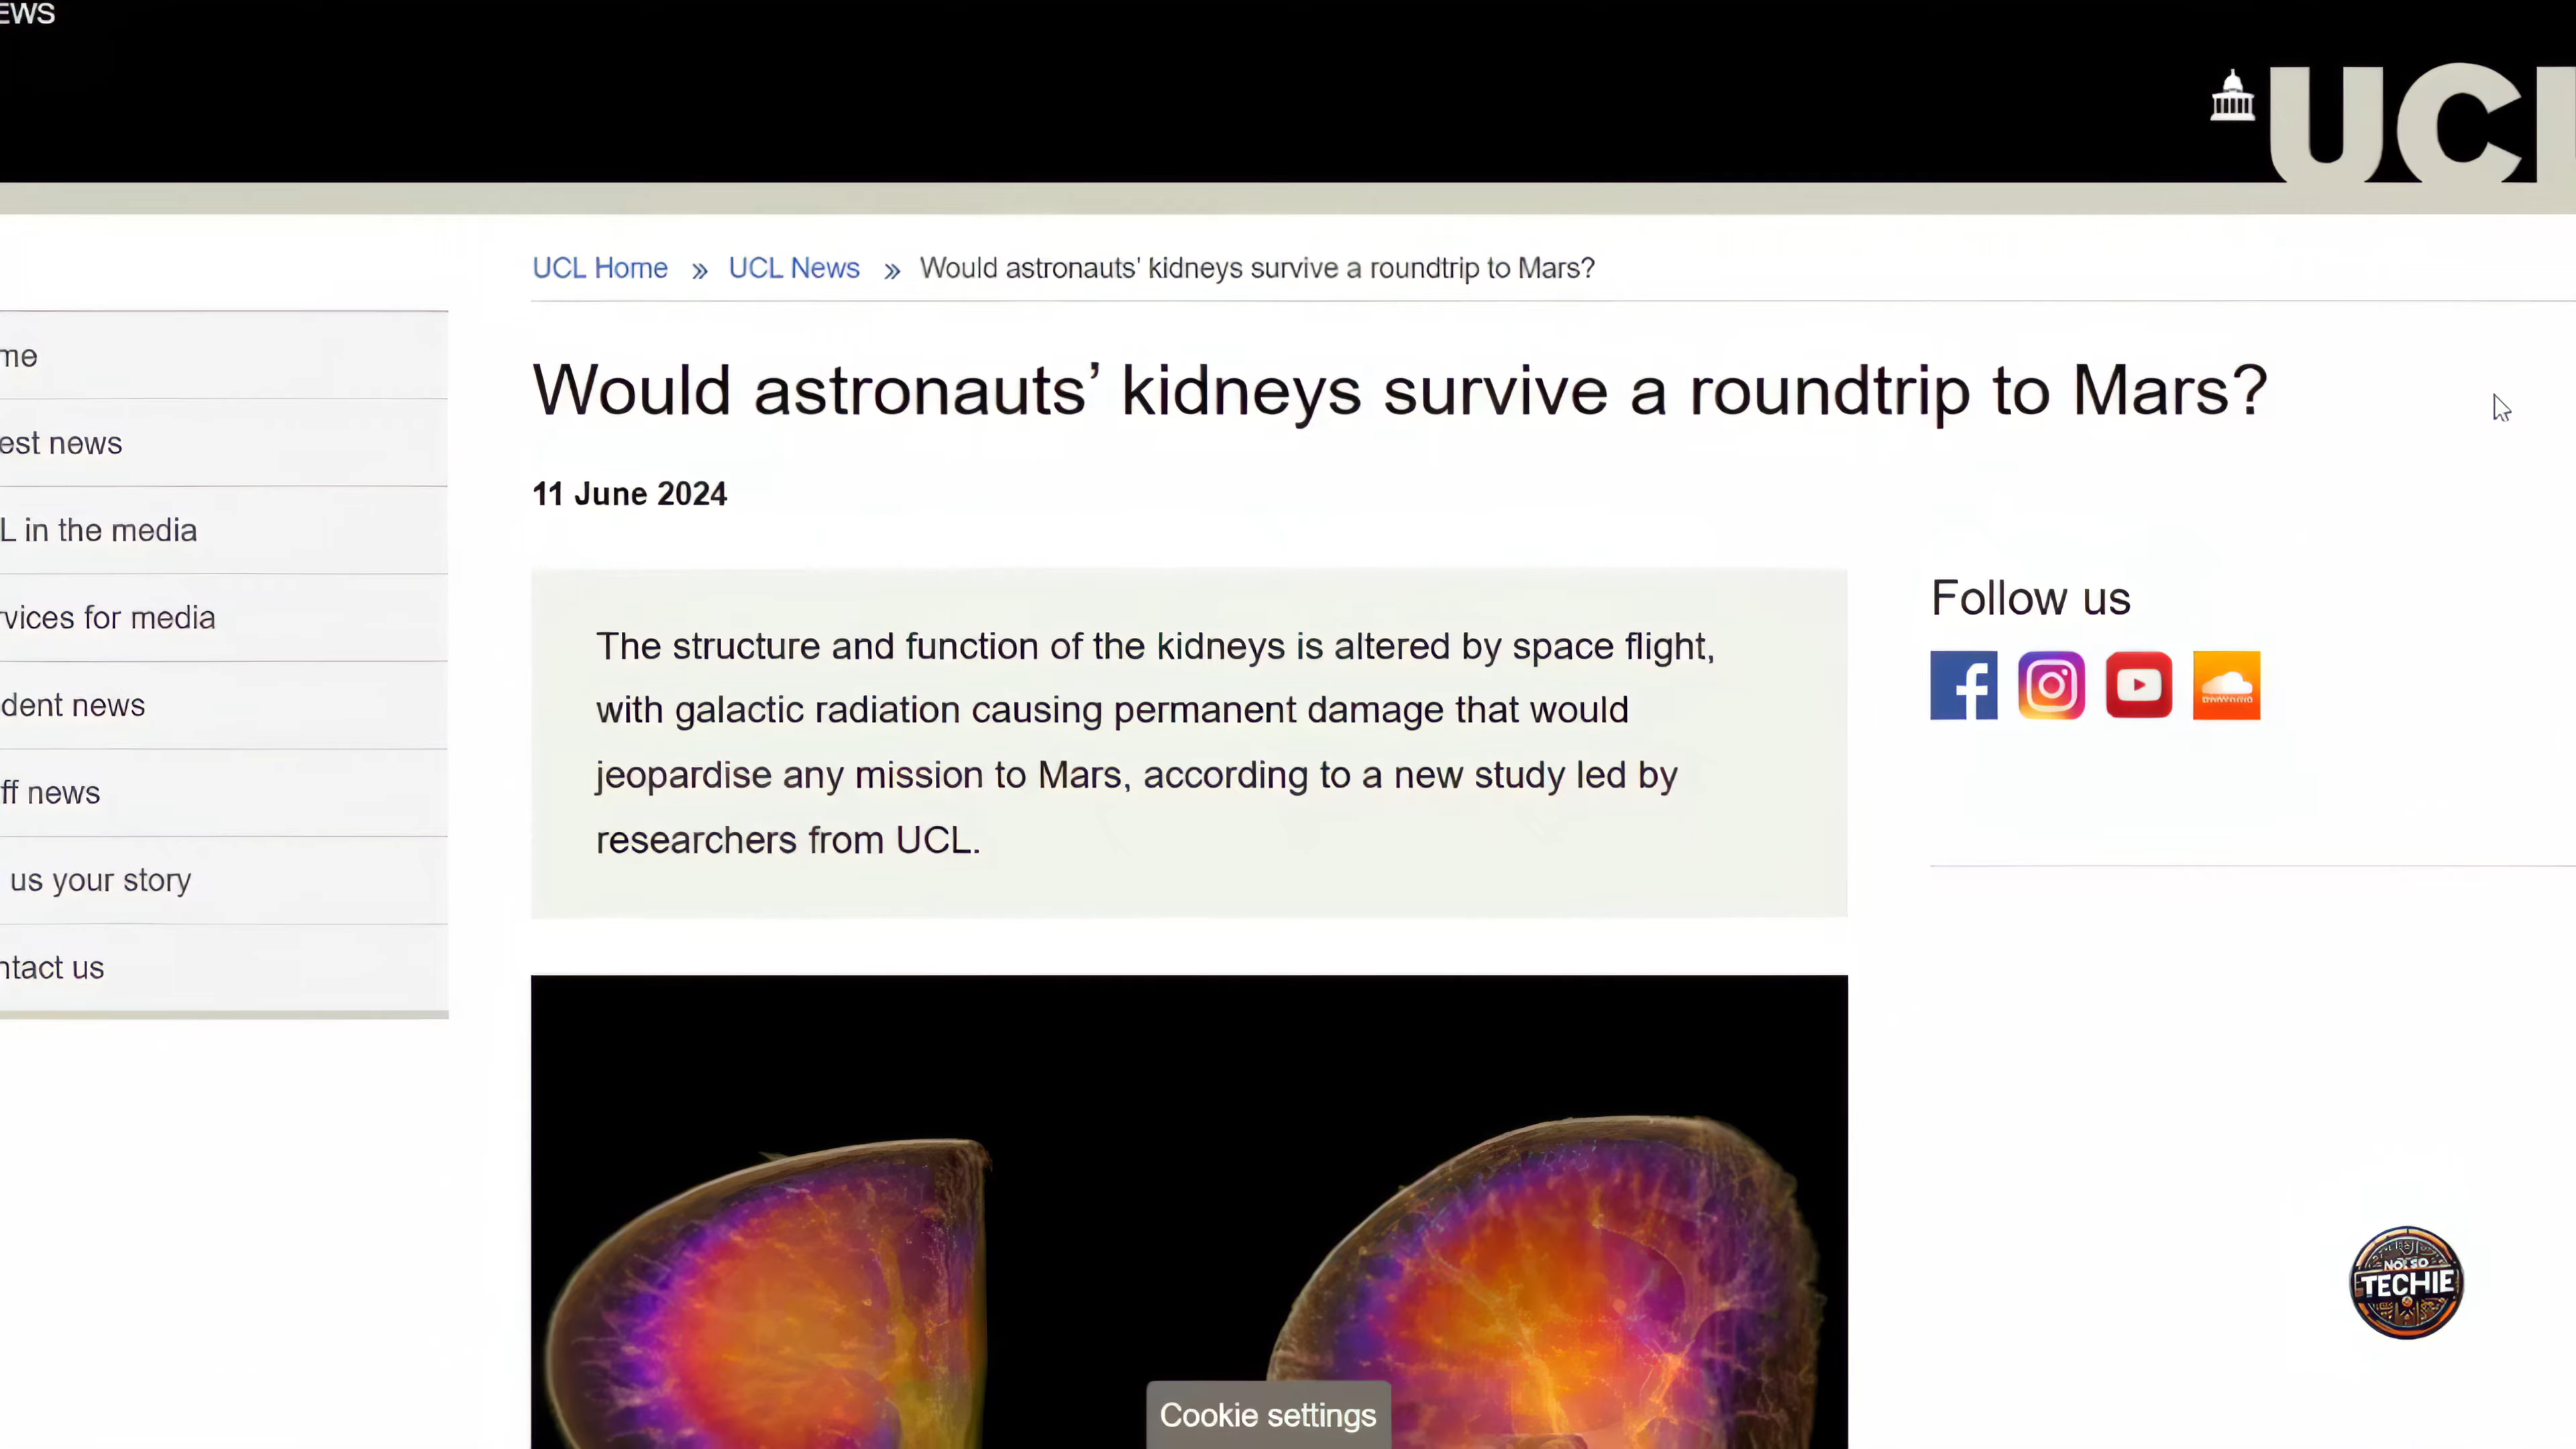 EWS
UCL
UCL Home » UCL News » Would astronauts' kidneys survive a roundtrip to Mars?
Would astronauts’ kidneys survive a roundtrip to Mars?
11 June 2024
me
est news
L in the media
rvices for media
dent news
ff news
us your story
ntact us
The structure and function of the kidneys is altered by space flight,
with galactic radiation causing permanent damage that would
jeopardise any mission to Mars, according to a new study led by
researchers from UCL.
Follow us
Cookie settings
NOT SO
TECHIE